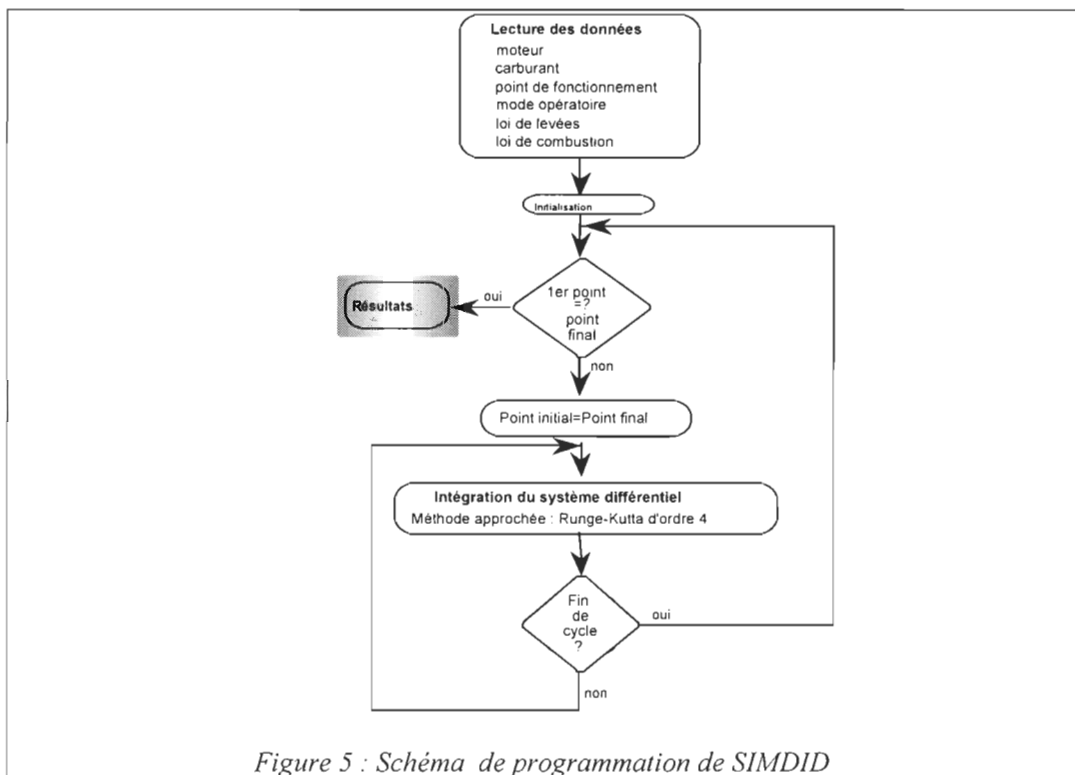 Lecture des données
moteur
carburant
point de fonctionnement
mode opératoire
loi de levées
loi de combustion
Initialisation
1er point
=?
point
final
oui
Résultats
non
Point initial=Point final
Intégration du système différentiel
Méthode approchée : Runge-Kutta d'ordre 4
Fin
de
cycle
?
oui
non
Figure 5 : Schéma de programmation de SIMDID